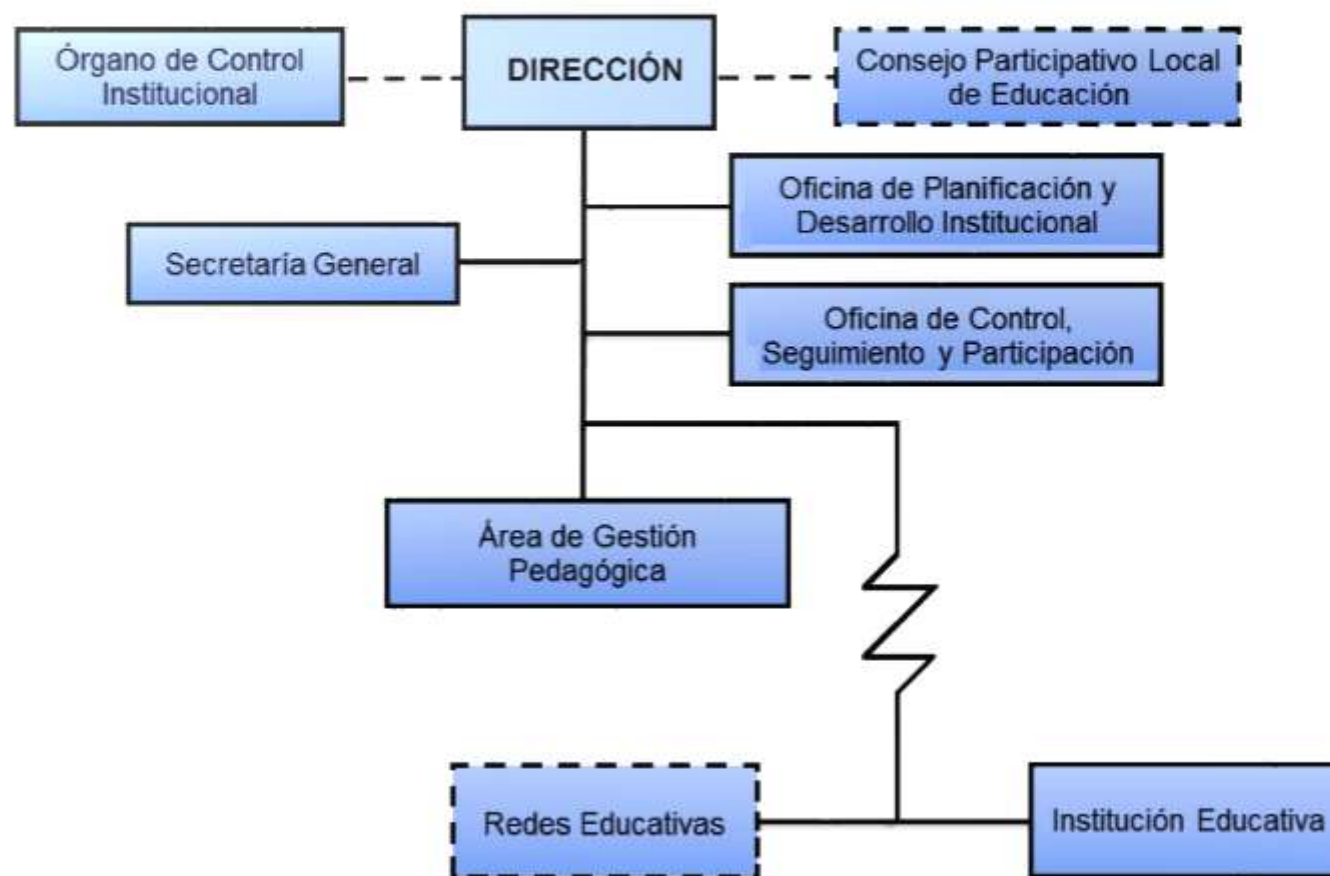 Órgano de Control
Institucional
DIRECCIÓN
Consejo Participativo Local
de Educación
Oficina de Planificación y
Desarrollo Institucional
Secretaría General
Oficina de Control,
Seguimiento y Participación
Área de Gestión
Pedagógica
Redes Educativas
Institución Educativa